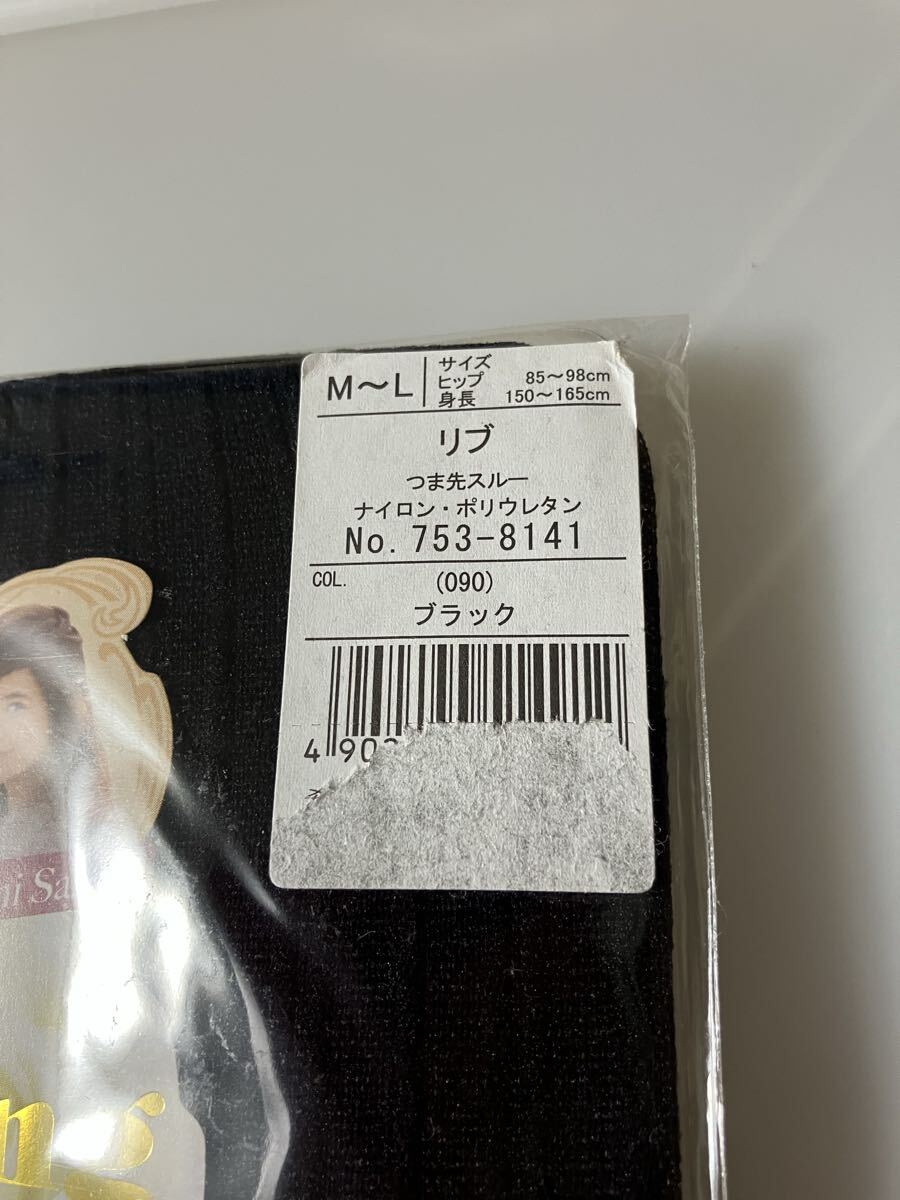 M～L
サイズ
ヒップ 85～98cm
身長 150～165cm
リブ
つま先スルー
ナイロン・ポリウレタン
No. 753-8141
COL. (090)
ブラック